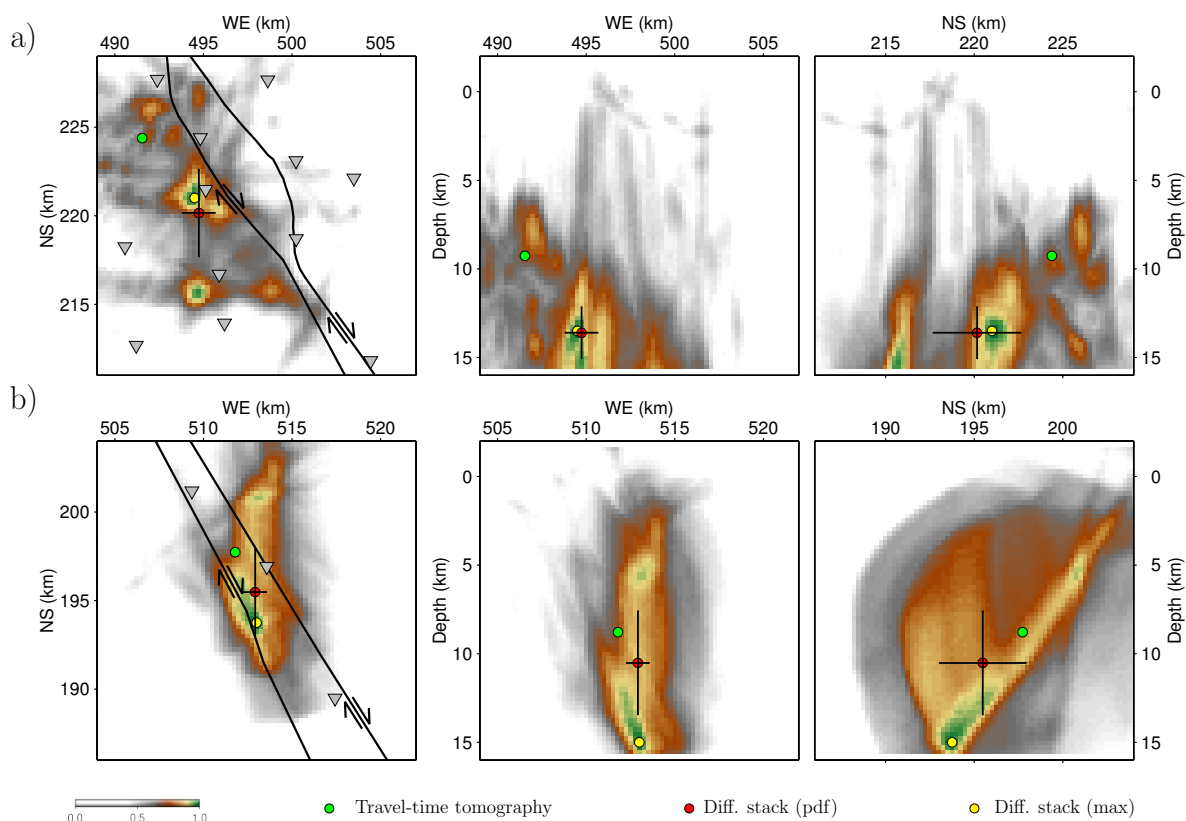 WE (km) WE (km) NS (km)
a) 490 495 500 505 490 495 500 505 215 220 225
225 220 215
NS (km)
0 5 10 15
Depth (km)
0 5 10 15
Depth (km)
b) WE (km) WE (km) NS (km)
505 510 515 520 505 510 515 520 190 195 200
200 195 190
NS (km)
0 5 10 15
Depth (km)
0 5 10 15
Depth (km)
0.0 0.5 1.0
Travel-time tomography Diff. stack (pdf) Diff. stack (max)